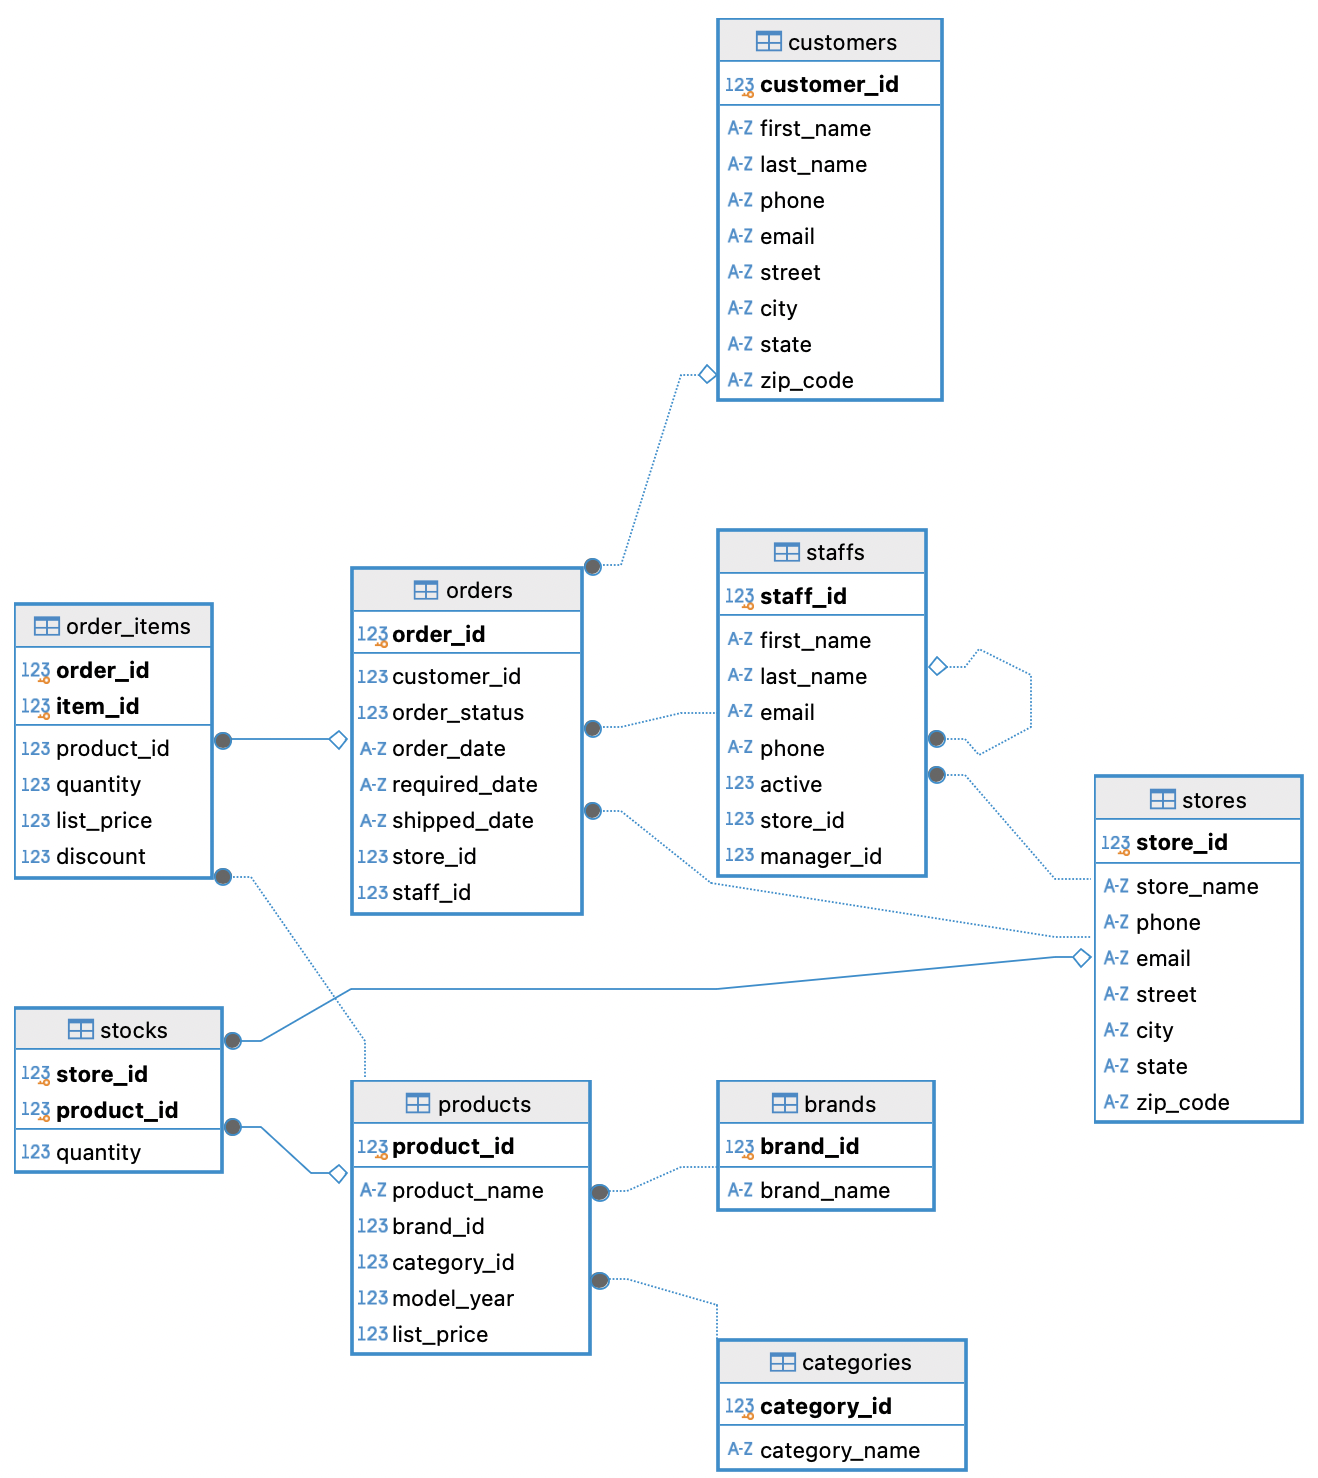 customers
123 customer_id
A-Z first_name
A-Z last_name
A-Z phone
A-Z email
A-Z street
A-Z city
A-Z state
A-Z zip_code
staffs
123 staff_id
A-Z first_name
A-Z last_name
A-Z email
A-Z phone
123 active
123 store_id
123 manager_id
orders
123 order_id
123 customer_id
123 order_status
A-Z order_date
A-Z required_date
A-Z shipped_date
123 store_id
123 staff_id
order_items
123 order_id
123 item_id
123 product_id
123 quantity
123 list_price
123 discount
stores
123 store_id
A-Z store_name
A-Z phone
A-Z email
A-Z street
A-Z city
A-Z state
A-Z zip_code
stocks
123 store_id
123 product_id
123 quantity
products
123 product_id
A-Z product_name
123 brand_id
123 category_id
123 model_year
123 list_price
brands
123 brand_id
A-Z brand_name
categories
123 category_id
A-Z category_name